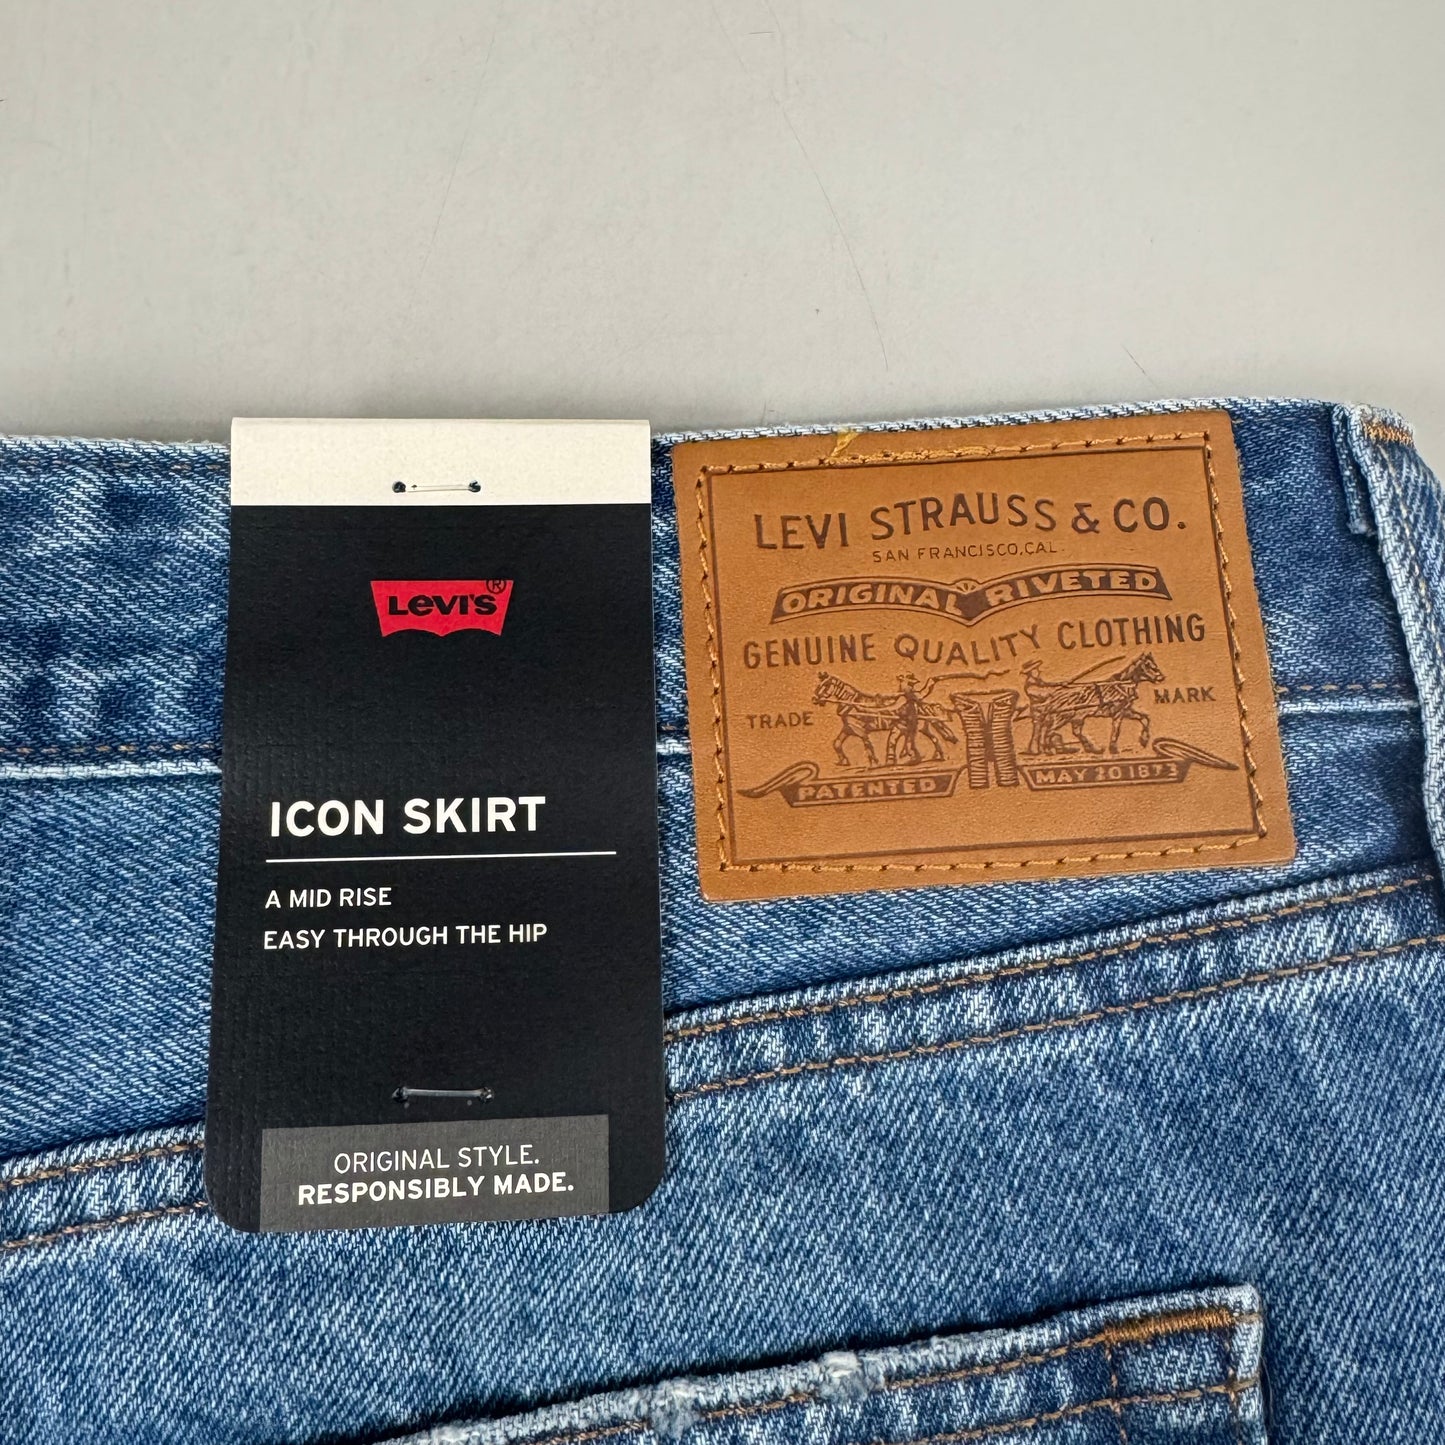 Levi's®
ICON SKIRT
A MID RISE
EASY THROUGH THE HIP
ORIGINAL STYLE.
RESPONSIBLY MADE.
LEVI STRAUSS & CO.
SAN FRANCISCO, CAL.
ORIGINAL RIVETED
GENUINE QUALITY CLOTHING
TRADE MARK
PATENTED MAY 20 1873